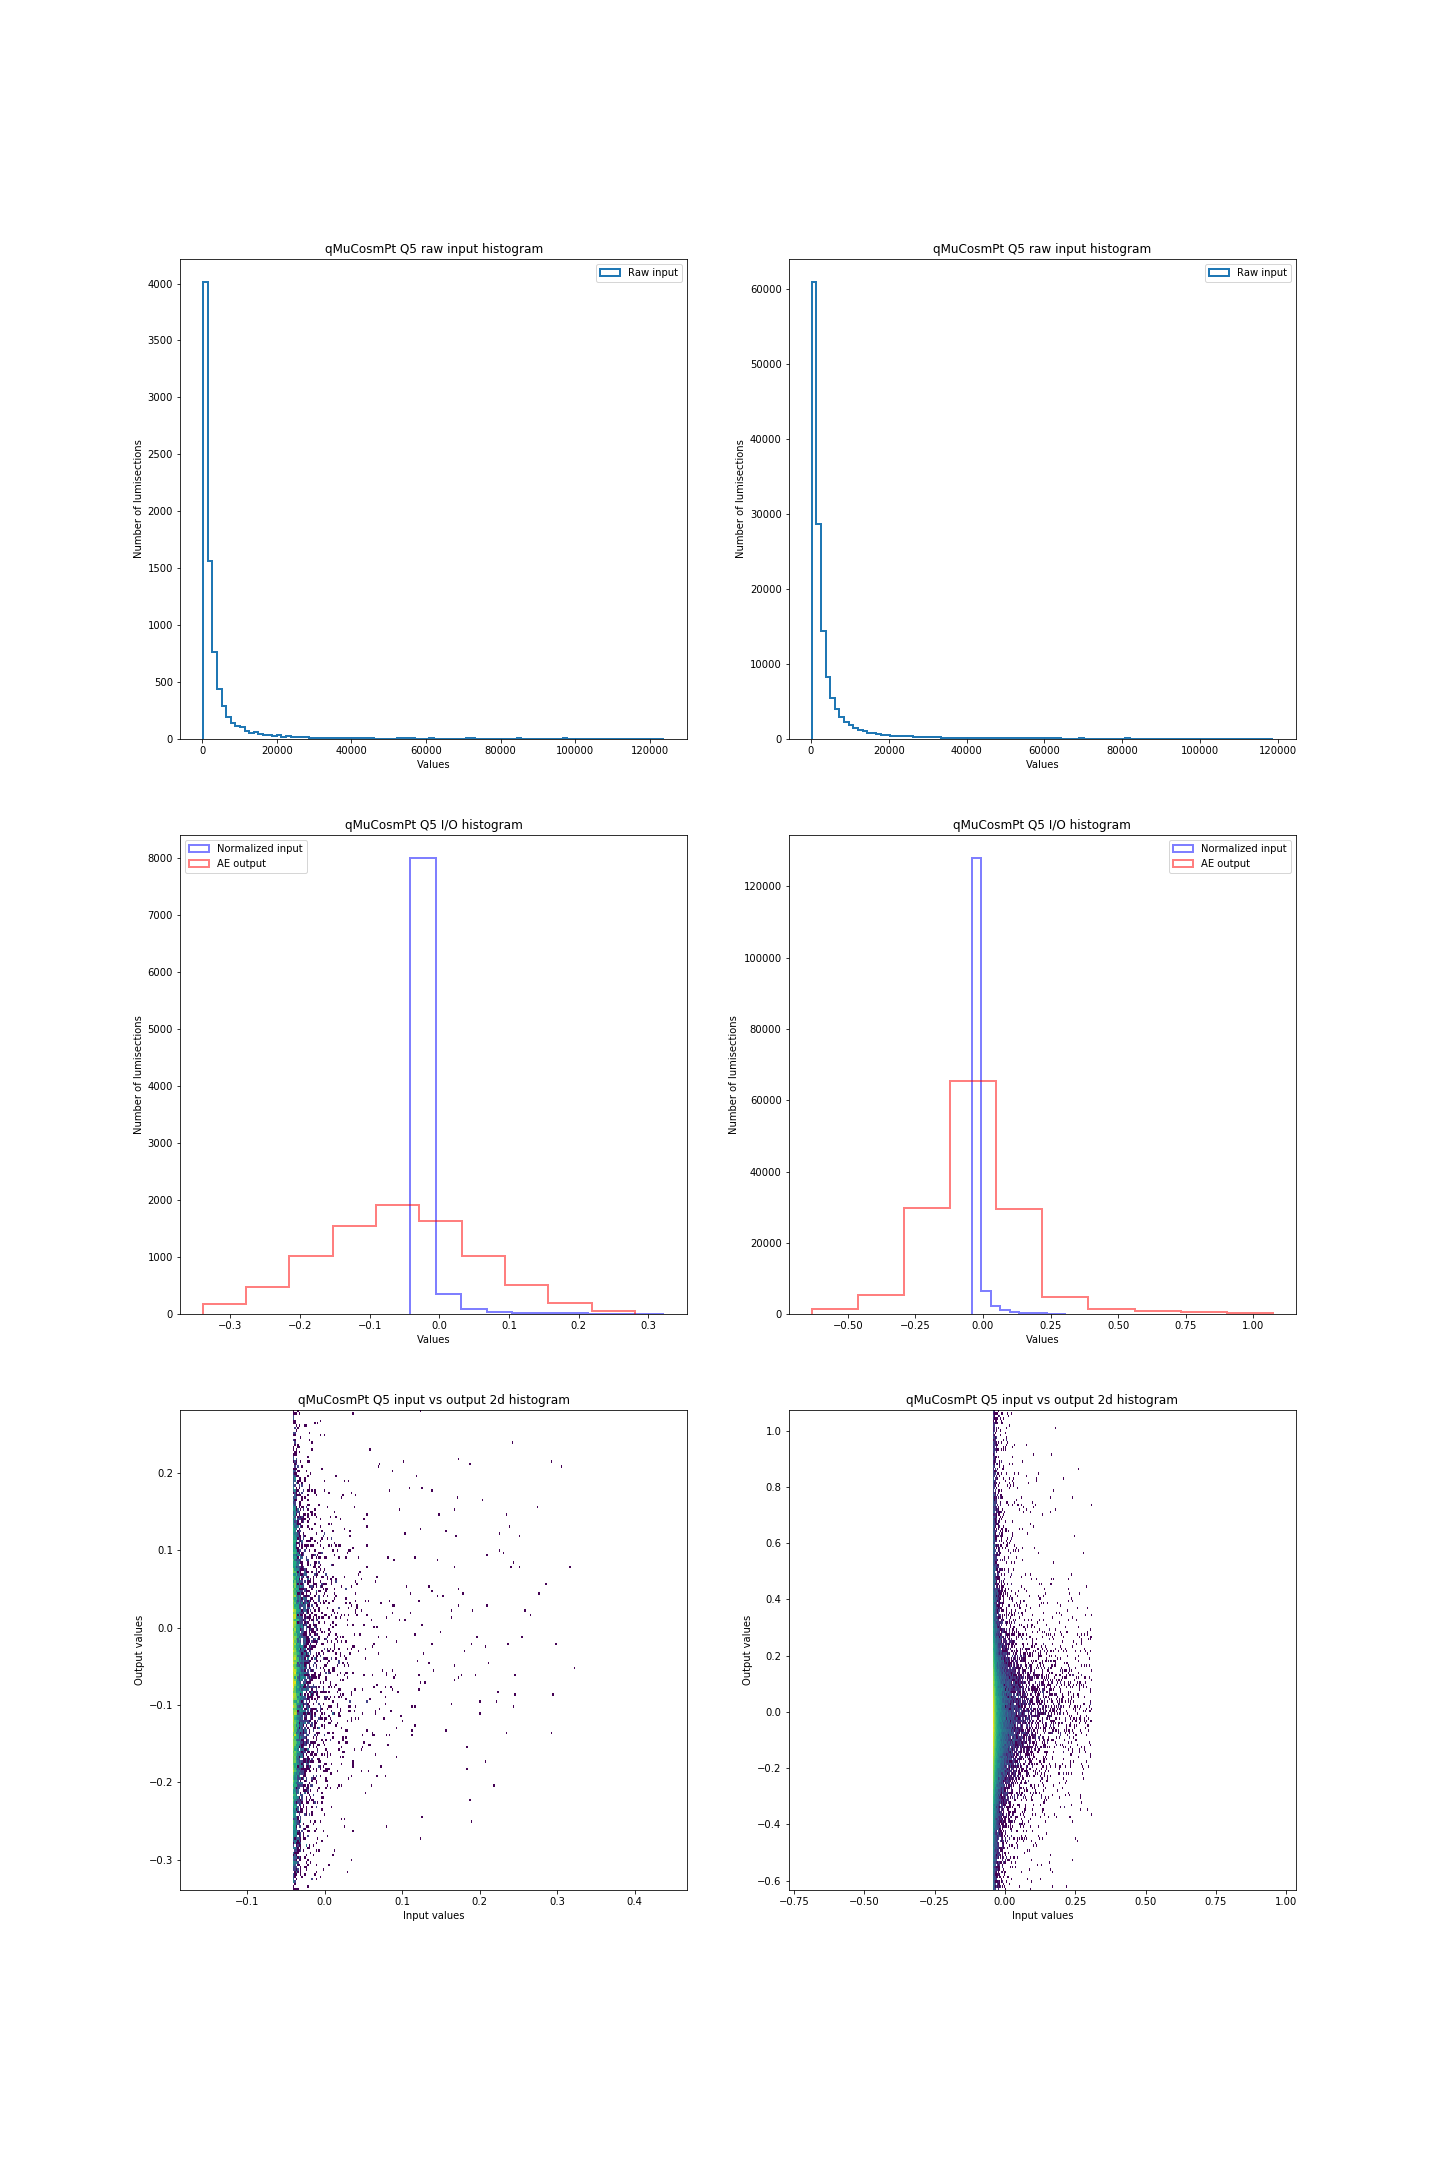 qMuCosmPt Q5 raw input histogram
Raw input
4000
3500
3000
2500
2000
1500
1000
500
0
Number of lumisections
0 20000 40000 60000 80000 100000 120000
Values
qMuCosmPt Q5 raw input histogram
Raw input
60000
50000
40000
30000
20000
10000
0
Number of lumisections
0 20000 40000 60000 80000 100000 120000
Values
qMuCosmPt Q5 I/O histogram
Normalized input
AE output
8000
7000
6000
5000
4000
3000
2000
1000
0
Number of lumisections
−0.3 −0.2 −0.1 0.0 0.1 0.2 0.3
Values
qMuCosmPt Q5 I/O histogram
Normalized input
AE output
120000
100000
80000
60000
40000
20000
0
Number of lumisections
−0.50 −0.25 0.00 0.25 0.50 0.75 1.00
Values
qMuCosmPt Q5 input vs output 2d histogram
0.2
0.1
0.0
−0.1
−0.2
−0.3
Output values
−0.1 0.0 0.1 0.2 0.3 0.4
Input values
qMuCosmPt Q5 input vs output 2d histogram
1.0
0.8
0.6
0.4
0.2
0.0
−0.2
−0.4
−0.6
Output values
−0.75 −0.50 −0.25 0.00 0.25 0.50 0.75 1.00
Input values